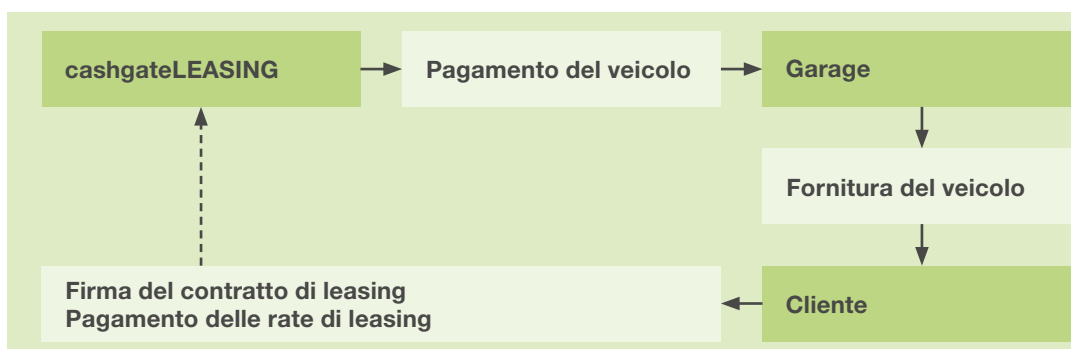 cashgateLEASING
Pagamento del veicolo
Garage
Fornitura del veicolo
Firma del contratto di leasing
Pagamento delle rate di leasing
Cliente